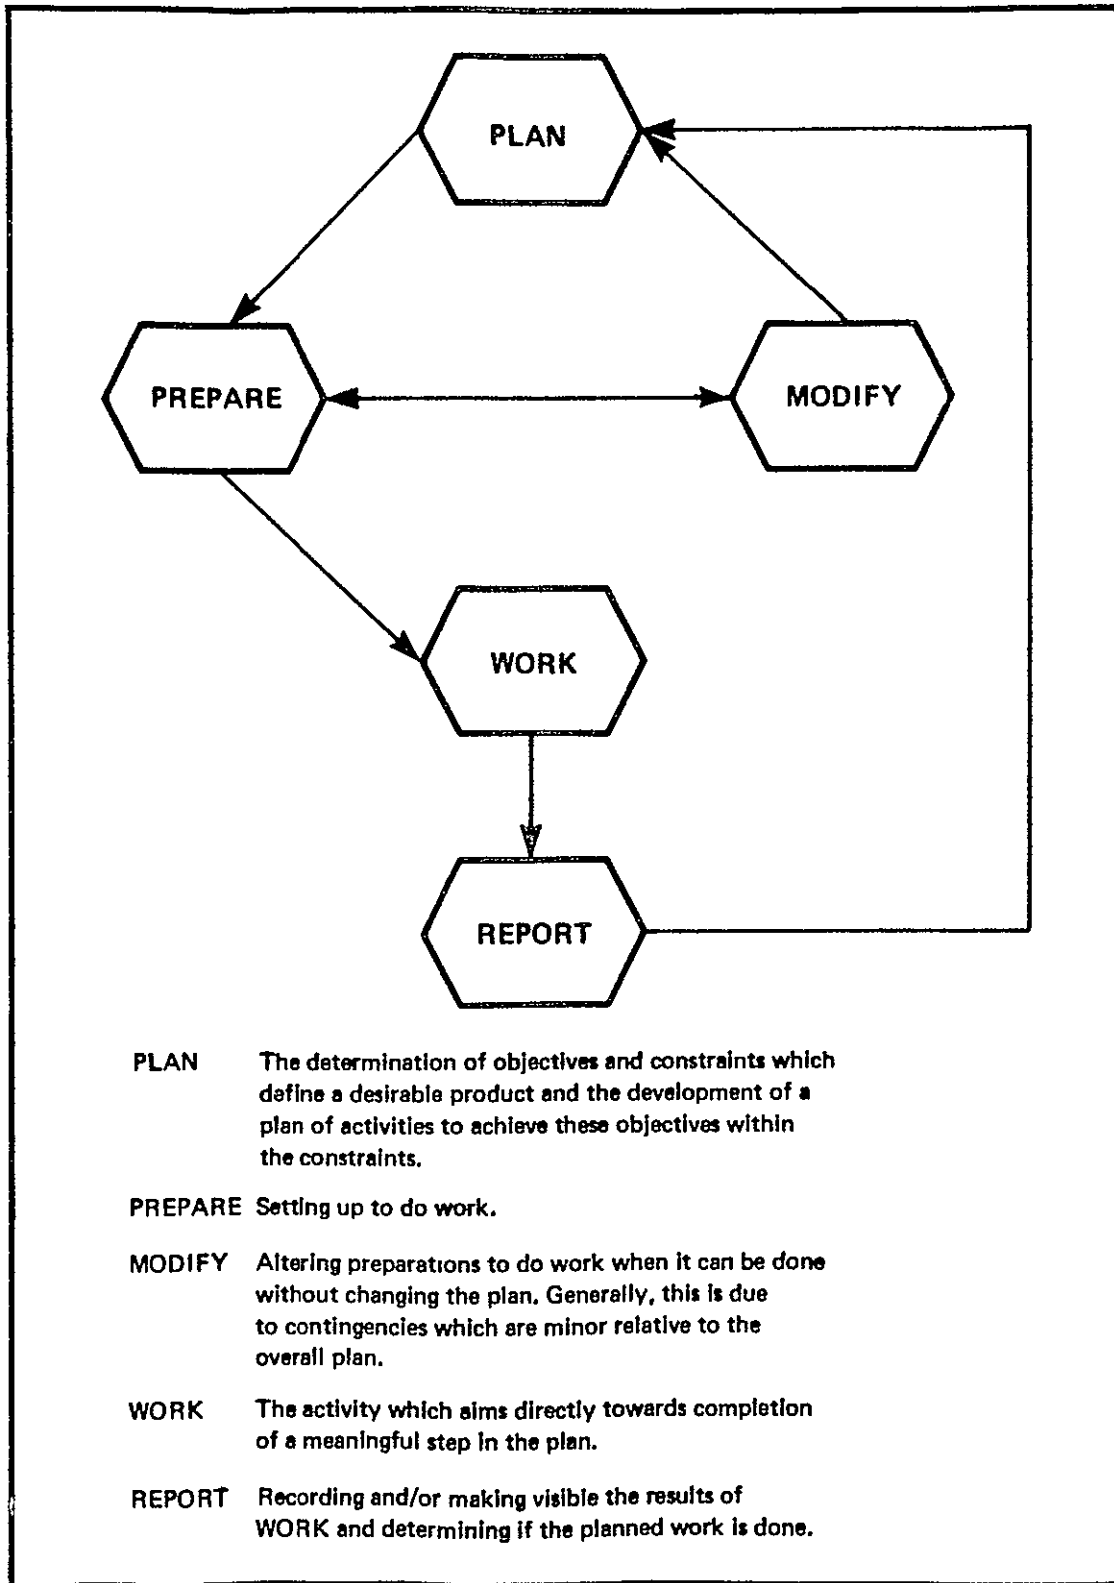 PLAN
PREPARE
MODIFY
WORK
REPORT
PLAN The determination of objectives and constraints which
define a desirable product and the development of a
plan of activities to achieve these objectives within
the constraints.
PREPARE Setting up to do work.
MODIFY Altering preparations to do work when it can be done
without changing the plan. Generally, this is due
to contingencies which are minor relative to the
overall plan.
WORK The activity which aims directly towards completion
of a meaningful step in the plan.
REPORT Recording and/or making visible the results of
WORK and determining if the planned work is done.